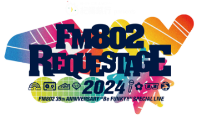 FM802
REQUESTAGE
2024
FM802 35th ANNIVERSARY "Be FUNKY!!" SPECIAL LIVE